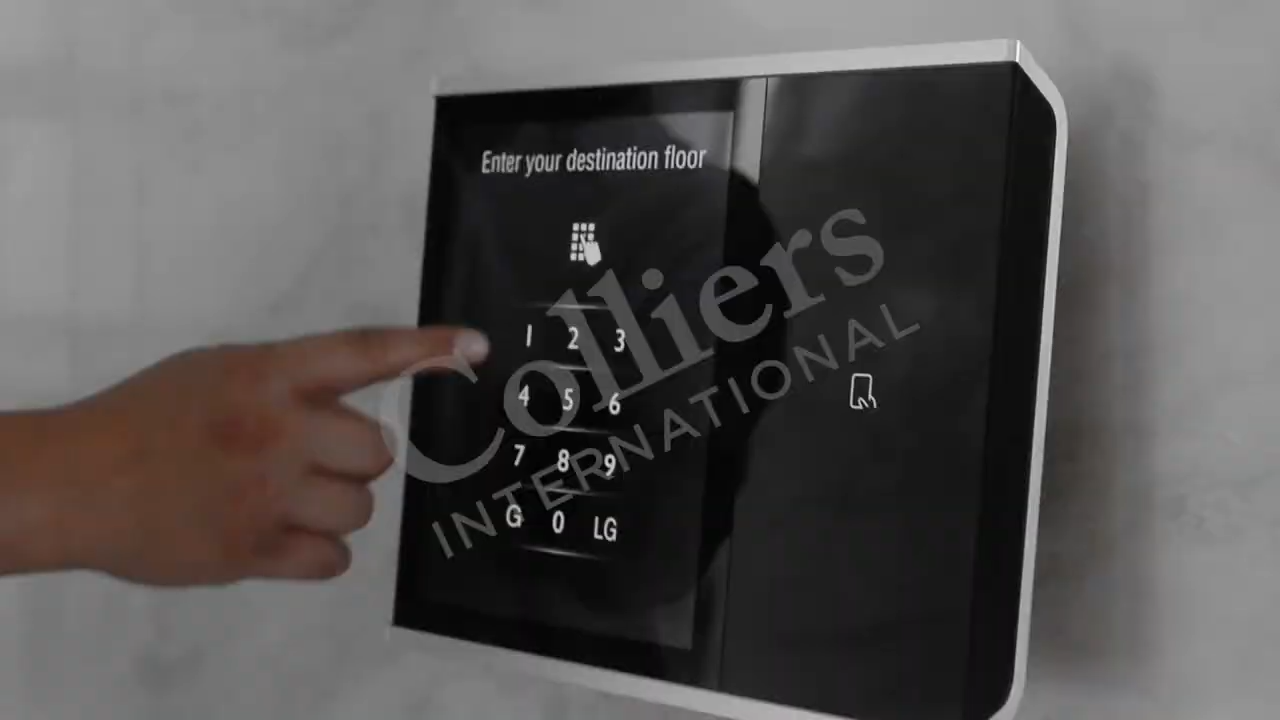 Enter your destination floor
1 2 3
4 5 6
7 8 9
G 0 LG
Colliers
INTERNATIONAL